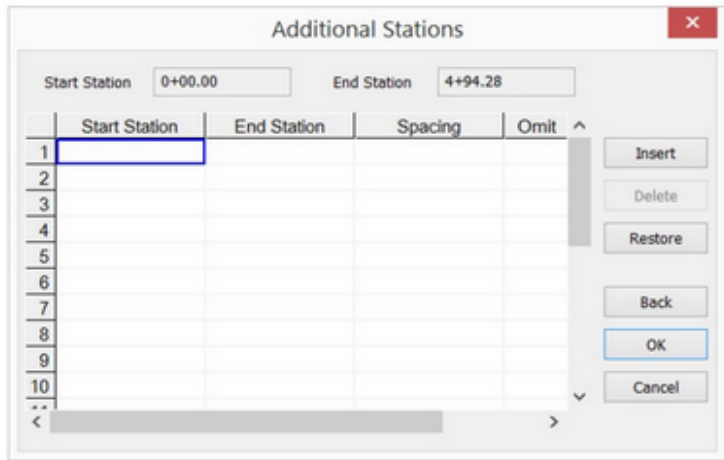 Additional Stations
Start Station 0+00.00 End Station 4+94.28
Start Station End Station Spacing Omit
1
Insert
2
Delete
3
4
Restore
5
6
7
Back
8
OK
9
10
Cancel